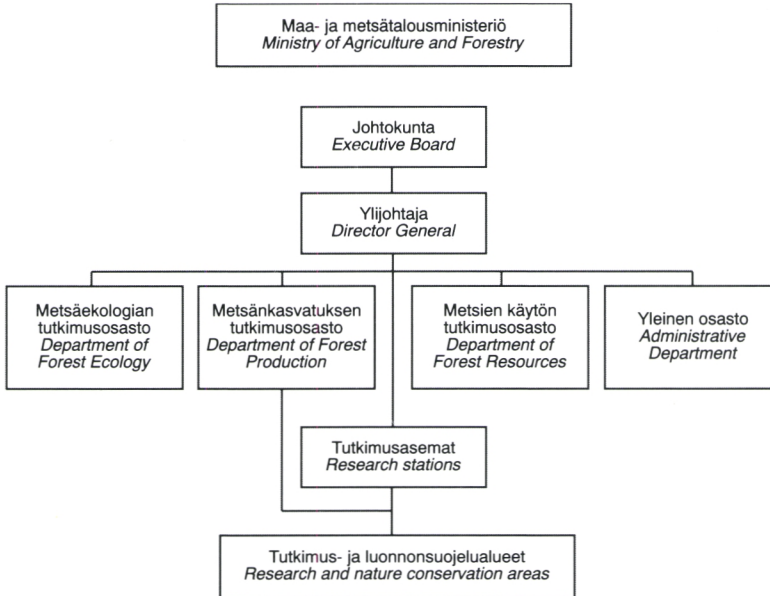 Maa- ja metsätalousministeriö
Ministry of Agriculture and Forestry
Johtokunta
Executive Board
Ylijohtaja
Director General
Metsäekologian
tutkimusosasto
Department of
Forest Ecology
Metsänkasvatuksen
tutkimusosasto
Department of Forest
Production
Metsien käytön
tutkimusosasto
Department of
Forest Resources
Yleinen osasto
Administrative
Department
Tutkimusasemat
Research stations
Tutkimus- ja luonnonsuojelualueet
Research and nature conservation areas